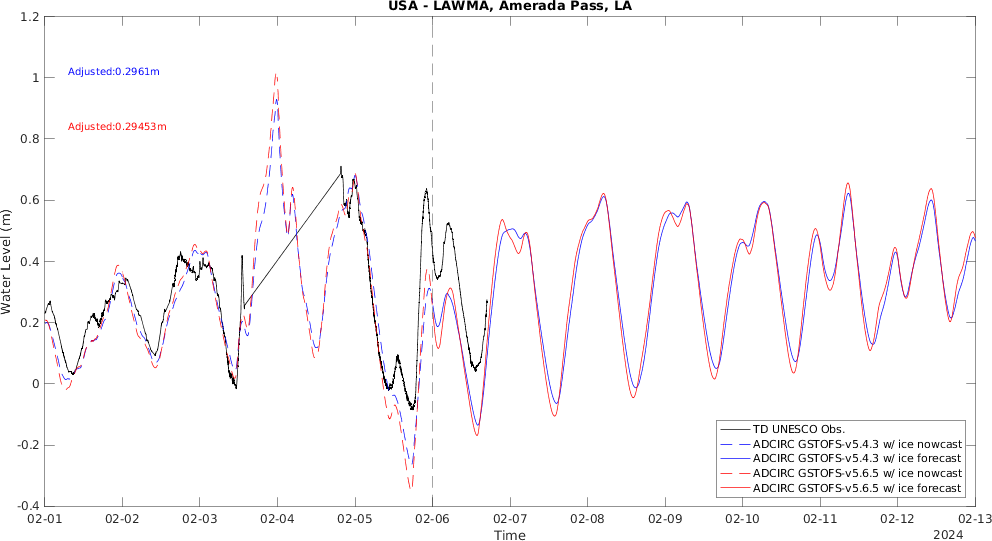 USA - LAWMA, Amerada Pass, LA
1.2
1
0.8
0.6
0.4
0.2
0
-0.2
-0.4
Water Level (m)
Adjusted:0.2961m
Adjusted:0.29453m
TD UNESCO Obs.
ADCIRC GSTOFS-v5.4.3 w/ ice nowcast
ADCIRC GSTOFS-v5.4.3 w/ ice forecast
ADCIRC GSTOFS-v5.6.5 w/ ice nowcast
ADCIRC GSTOFS-v5.6.5 w/ ice forecast
02-01 02-02 02-03 02-04 02-05 02-06 02-07 02-08 02-09 02-10 02-11 02-12 02-13
Time
2024